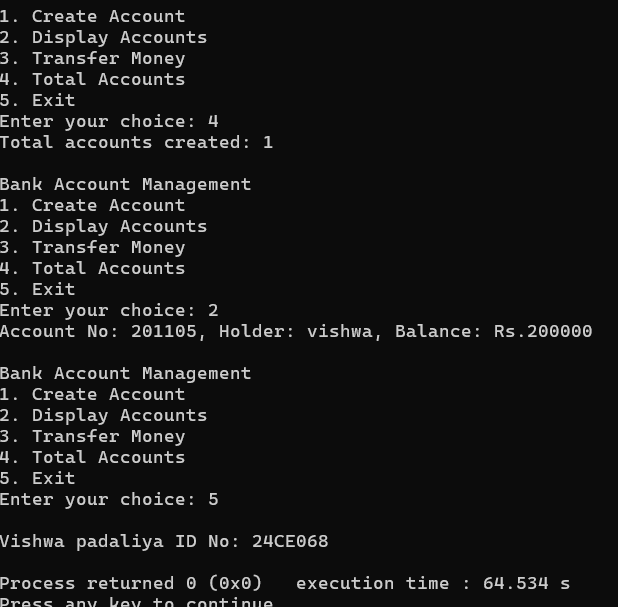 1. Create Account
2. Display Accounts
3. Transfer Money
4. Total Accounts
5. Exit
Enter your choice: 4
Total accounts created: 1
Bank Account Management
1. Create Account
2. Display Accounts
3. Transfer Money
4. Total Accounts
5. Exit
Enter your choice: 2
Account No: 201105, Holder: vishwa, Balance: Rs.200000
Bank Account Management
1. Create Account
2. Display Accounts
3. Transfer Money
4. Total Accounts
5. Exit
Enter your choice: 5
Vishwa padaliya ID No: 24CE068
Process returned 0 (0x0)   execution time : 64.534 s
Press any key to continue